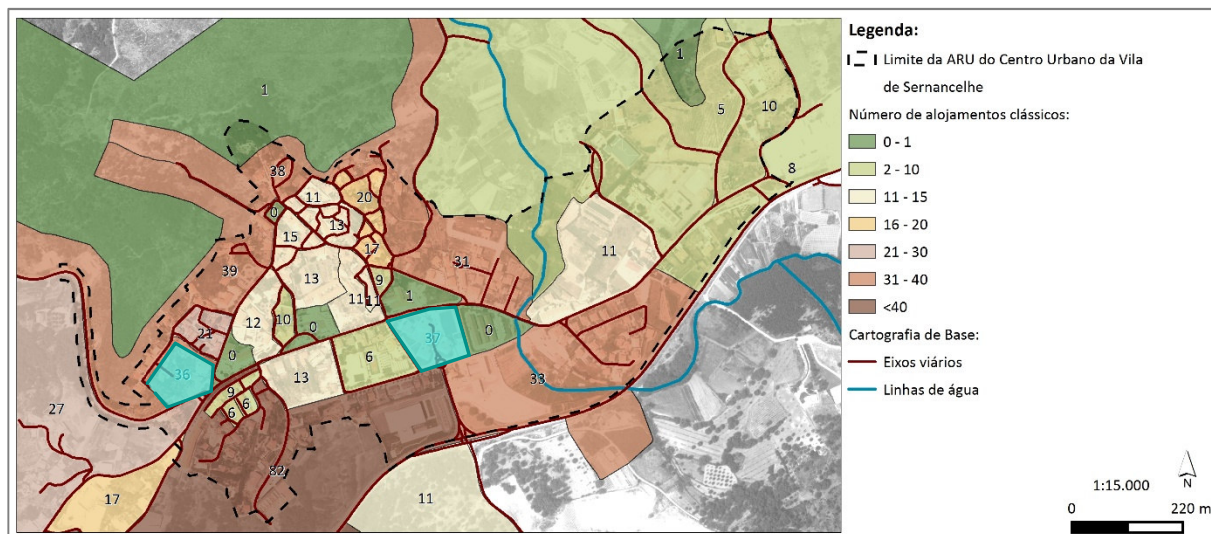 Legenda:
Limite da ARU do Centro Urbano da Vila
de Sernancelhe
Número de alojamentos clássicos:
0 - 1
2 - 10
11 - 15
16 - 20
21 - 30
31 - 40
<40
Cartografia de Base:
Eixos viários
Linhas de água
1:15.000
N
0 220 m
1
1
5
10
8
38
11
20
0
13
15
17
39
13
31
11
9
11
1
11
21
12
10
0
37
0
0
6
36
13
33
9
6
6
27
82
17
11